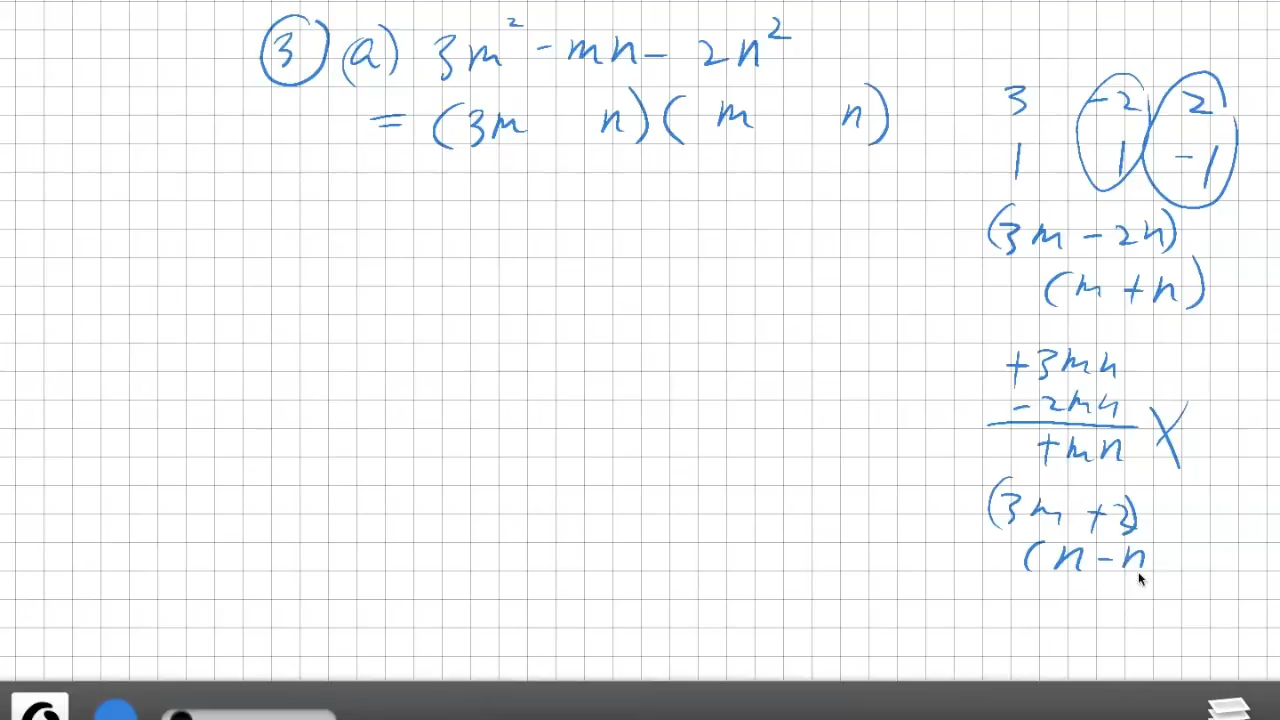 ③ (a) 3m² - mn - 2n²
= (3m n)( m n)
3 -2 2
1 1 -1
(3m - 2n)
(m + n)
+3mn
-2mn
+mn X
(3m + 2)
(n - n